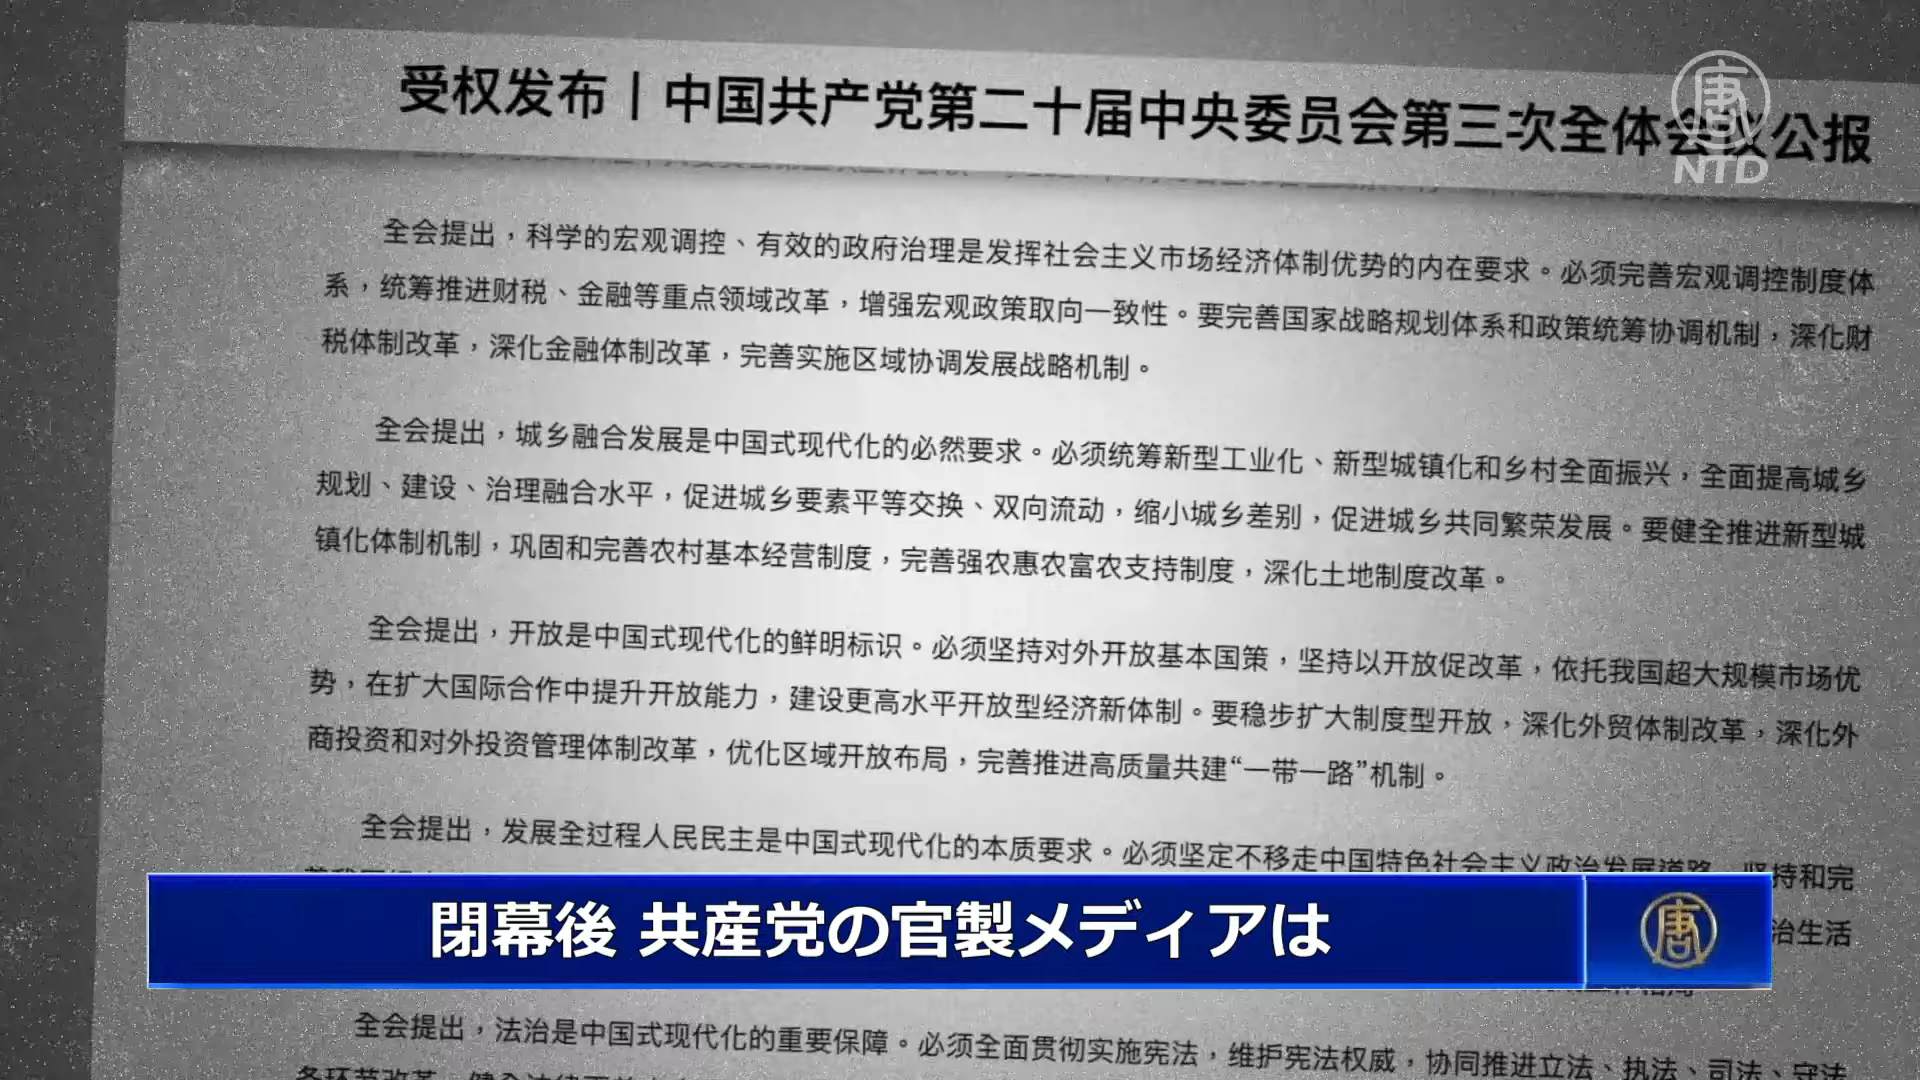 受权发布丨中国共产党第二十届中央委员会第三次全体会议公报
唐
NTD
全会提出，科学的宏观调控、有效的政府治理是发挥社会主义市场经济体制优势的内在要求。必须完善宏观调控制度体
系，统筹推进财税、金融等重点领域改革，增强宏观政策取向一致性。要完善国家战略规划体系和政策统筹协调机制，深化财
税体制改革，深化金融体制改革，完善实施区域协调发展战略机制。
全会提出，城乡融合发展是中国式现代化的必然要求。必须统筹新型工业化、新型城镇化和乡村全面振兴，全面提高城乡
规划、建设、治理融合水平，促进城乡要素平等交换、双向流动，缩小城乡差别，促进城乡共同繁荣发展。要健全推进新型城
镇化体制机制，巩固和完善农村基本经营制度，完善强农惠农富农支持制度，深化土地制度改革。
全会提出，开放是中国式现代化的鲜明标识。必须坚持对外开放基本国策，坚持以开放促改革，依托我国超大规模市场优
势，在扩大国际合作中提升开放能力，建设更高水平开放型经济新体制。要稳步扩大制度型开放，深化外贸体制改革，深化外
商投资和对外投资管理体制改革，优化区域开放布局，完善推进高质量共建“一带一路”机制。
全会提出，发展全过程人民民主是中国式现代化的本质要求。必须坚定不移走中国特色社会主义政治发展道路，坚持和完
治生活
閉幕後 共産党の官製メディアは
唐
全会提出，法治是中国式现代化的重要保障。必须全面贯彻实施宪法，维护宪法权威，协同推进立法、执法、司法、守法
各环节改革，健全法律